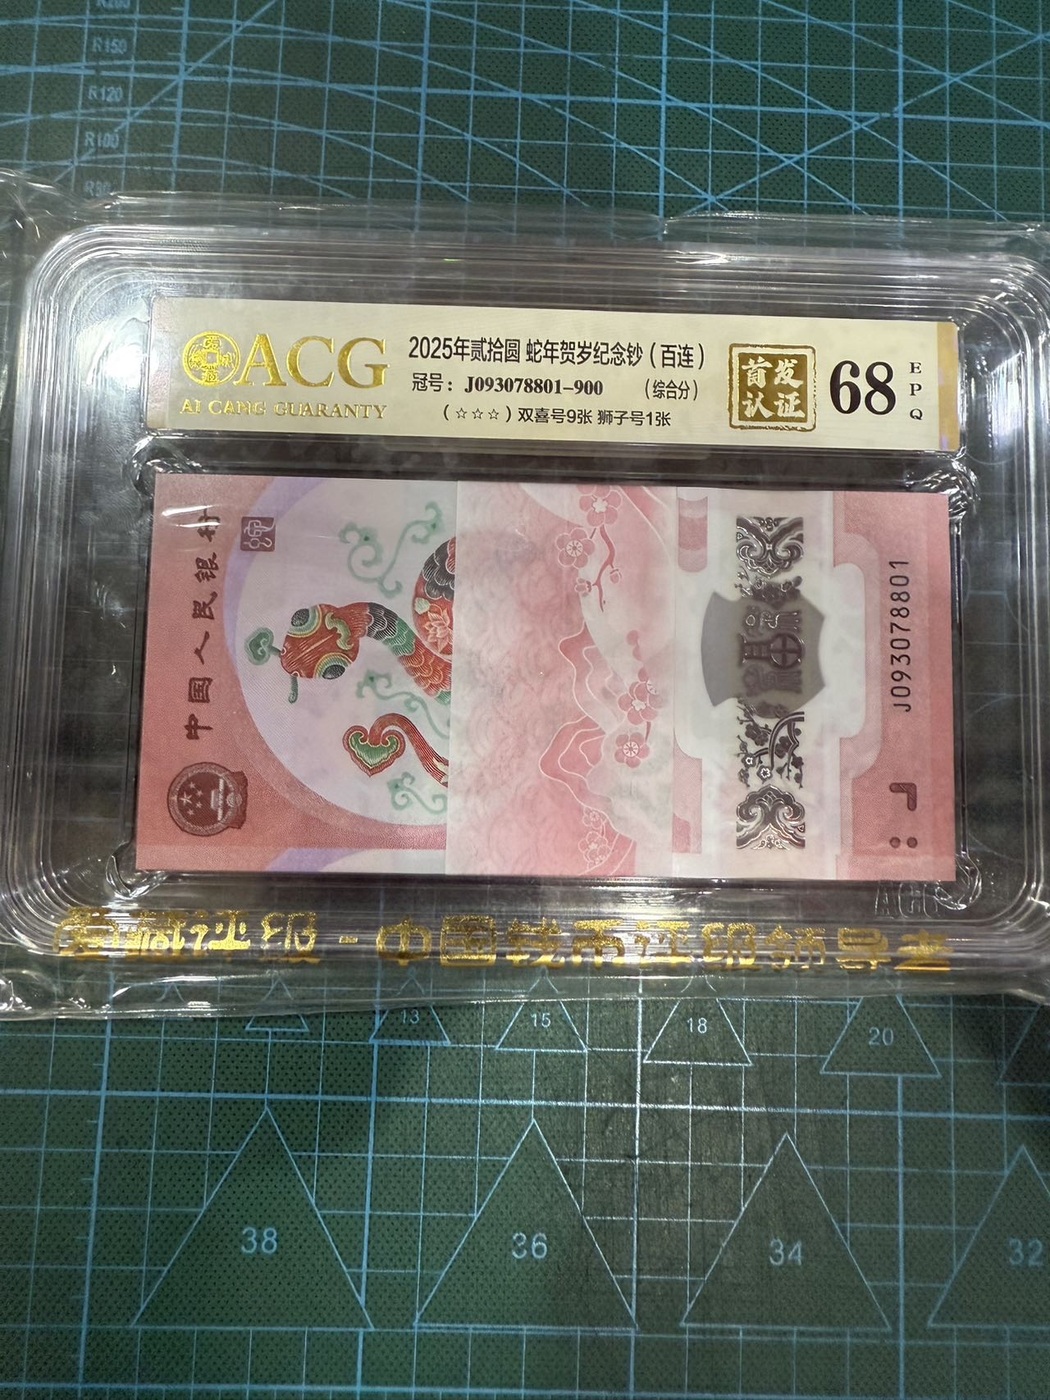 R150
R120
R100
R80
ACG
AI CANG GUARANTY
2025年贰拾圆 蛇年贺岁纪念钞（百连）
冠号：J093078801-900 （综合分）
（☆☆☆）双喜号9张 狮子号1张
首发
认证
68
EPQ
中国人民银行
J093078801
ACG
爱藏评级-中国钱币评级领导者
13
15
18
20
38
36
34
32